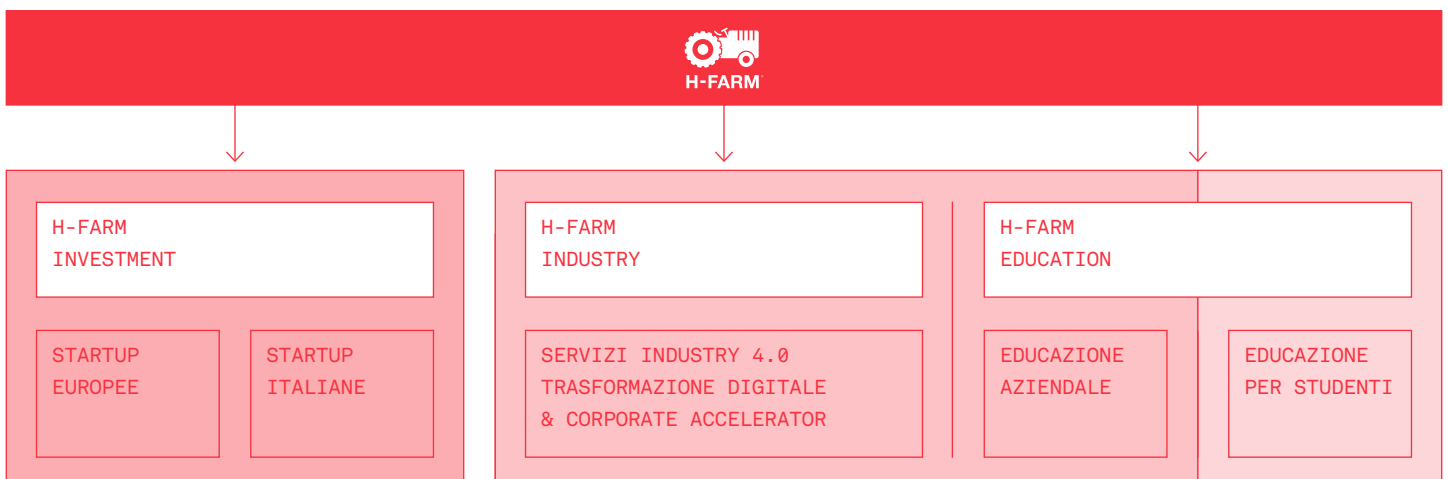 H-FARM
H-FARM
INVESTMENT
STARTUP
EUROPEE
STARTUP
ITALIANE
H-FARM
INDUSTRY
SERVIZI INDUSTRY 4.0
TRASFORMAZIONE DIGITALE
& CORPORATE ACCELERATOR
H-FARM
EDUCATION
EDUCAZIONE
AZIENDALE
EDUCAZIONE
PER STUDENTI